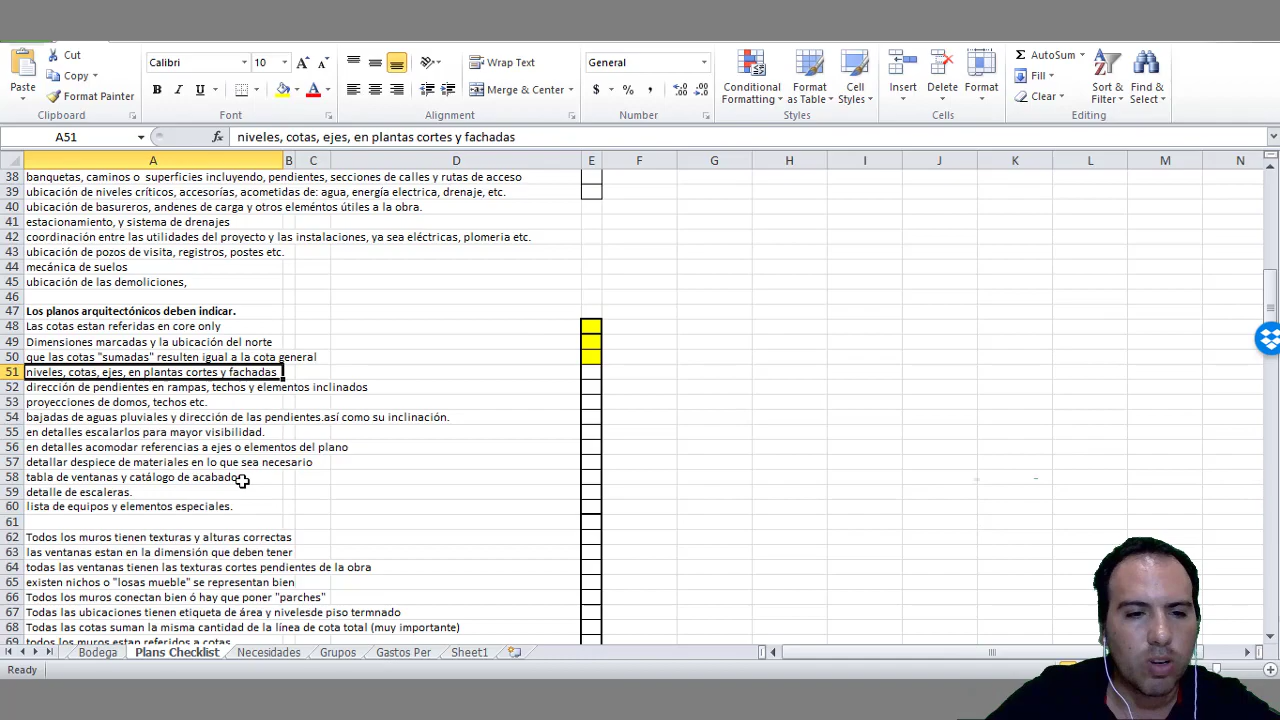 Cut
Calibri
10
Wrap Text
General
AutoSum
Copy
Fill
Paste
Format Painter
Merge & Center
Conditional Formatting
Format as Table
Cell Styles
Insert
Delete
Format
Clear
Sort & Filter
Find & Select
Clipboard
Font
Alignment
Number
Styles
Cells
Editing
A51
fx
niveles, cotas, ejes, en plantas cortes y fachadas
A B C D E F G H I J K L M N
38 banquetas, caminos o superficies incluyendo, pendientes, secciones de calles y rutas de acceso
39 ubicación de niveles críticos, accesorías, acometidas de: agua, energía electrica, drenaje, etc.
40 ubicación de basureros, andenes de carga y otros eleméntos útiles a la obra.
41 estacionamiento, y sistema de drenajes
42 coordinación entre las utilidades del proyecto y las instalaciones, ya sea eléctricas, plomeria etc.
43 ubicación de pozos de visita, registros, postes etc.
44 mecánica de suelos
45 ubicación de las demoliciones,
46
47 Los planos arquitectónicos deben indicar.
48 Las cotas estan referidas en core only
49 Dimensiones marcadas y la ubicación del norte
50 que las cotas "sumadas" resulten igual a la cota general
51 niveles, cotas, ejes, en plantas cortes y fachadas
52 dirección de pendientes en rampas, techos y elementos inclinados
53 proyecciones de domos, techos etc.
54 bajadas de aguas pluviales y dirección de las pendientes.así como su inclinación.
55 en detalles escalarlos para mayor visibilidad.
56 en detalles acomodar referencias a ejes o elementos del plano
57 detallar despiece de materiales en lo que sea necesario
58 tabla de ventanas y catálogo de acabado
59 detalle de escaleras.
60 lista de equipos y elementos especiales.
61
62 Todos los muros tienen texturas y alturas correctas
63 las ventanas estan en la dimensión que deben tener
64 todas las ventanas tienen las texturas cortes pendientes de la obra
65 existen nichos o "losas mueble" se representan bien
66 Todos los muros conectan bien ó hay que poner "parches"
67 Todas las ubicaciones tienen etiqueta de área y nivelesde piso termnado
68 Todas las cotas suman la misma cantidad de la línea de cota total (muy importante)
69 todos los muros estan referidos a cotas
Bodega
Plans Checklist
Necesidades
Grupos
Gastos Per
Sheet1
Ready